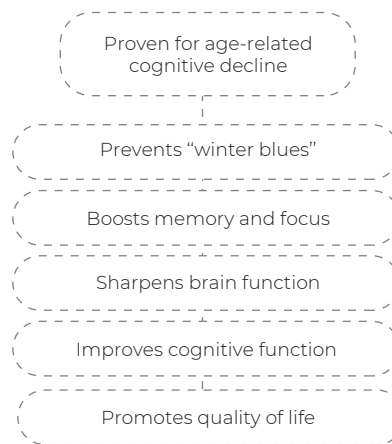 Proven for age-related
cognitive decline
Prevents “winter blues”
Boosts memory and focus
Sharpens brain function
Improves cognitive function
Promotes quality of life